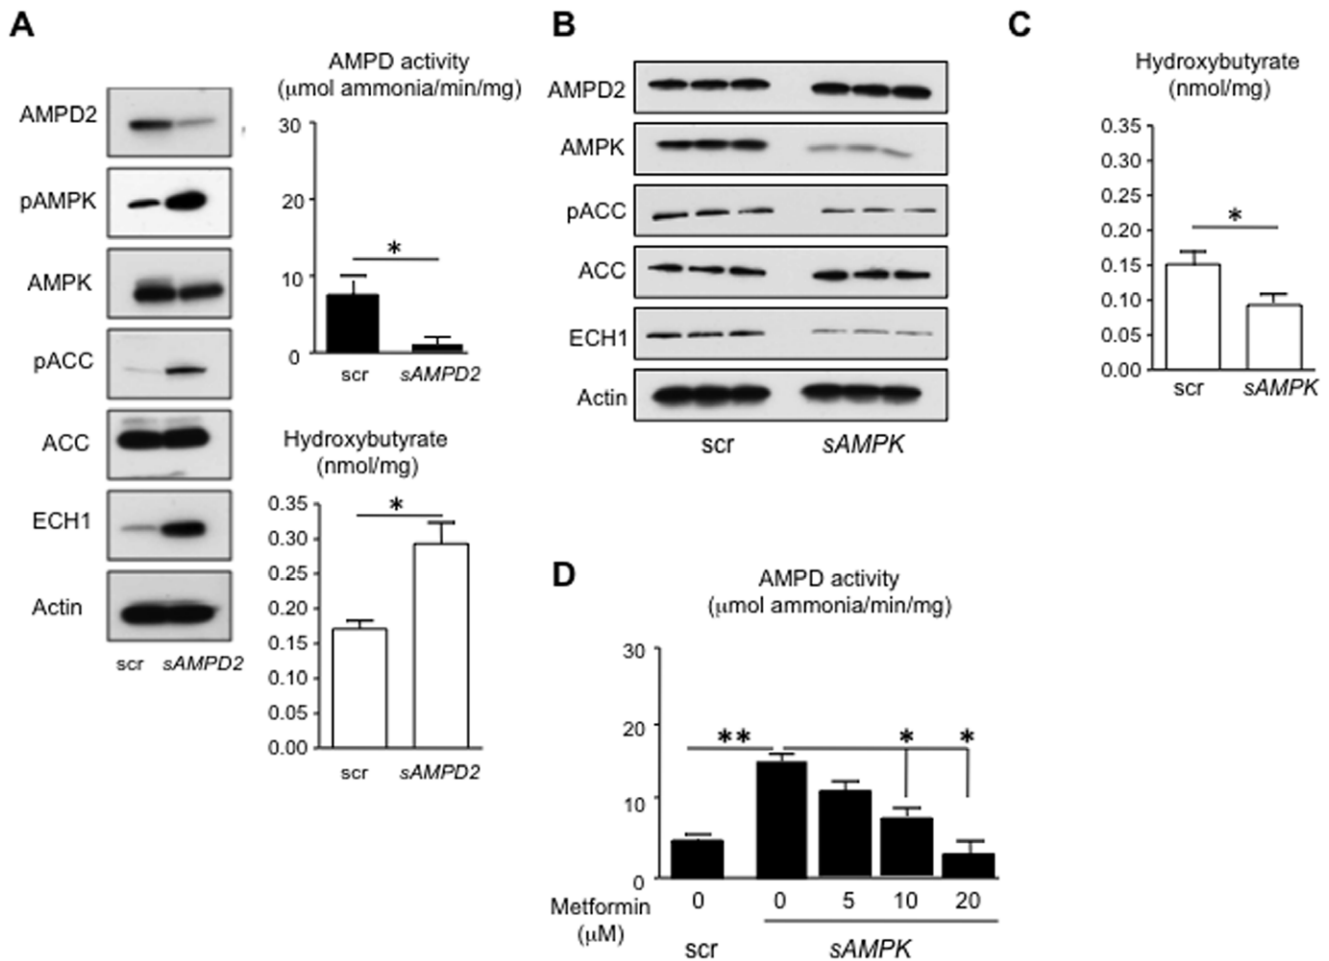 A
AMPD2
pAMPK
AMPK
pACC
ACC
ECH1
Actin
scr sAMPD2
AMPD activity
(μmol ammonia/min/mg)
30
20
10
0
*
scr sAMPD2
Hydroxybutyrate
(nmol/mg)
0.35
0.30
0.25
0.20
0.15
0.10
0.05
0.00
*
scr sAMPD2
B
AMPD2
AMPK
pACC
ACC
ECH1
Actin
scr sAMPK
C
Hydroxybutyrate
(nmol/mg)
0.35
0.30
0.25
0.20
0.15
0.10
0.05
0.00
*
scr sAMPK
D
AMPD activity
(μmol ammonia/min/mg)
30
20
10
0
** * *
Metformin 0 0 5 10 20
(μM)
scr sAMPK